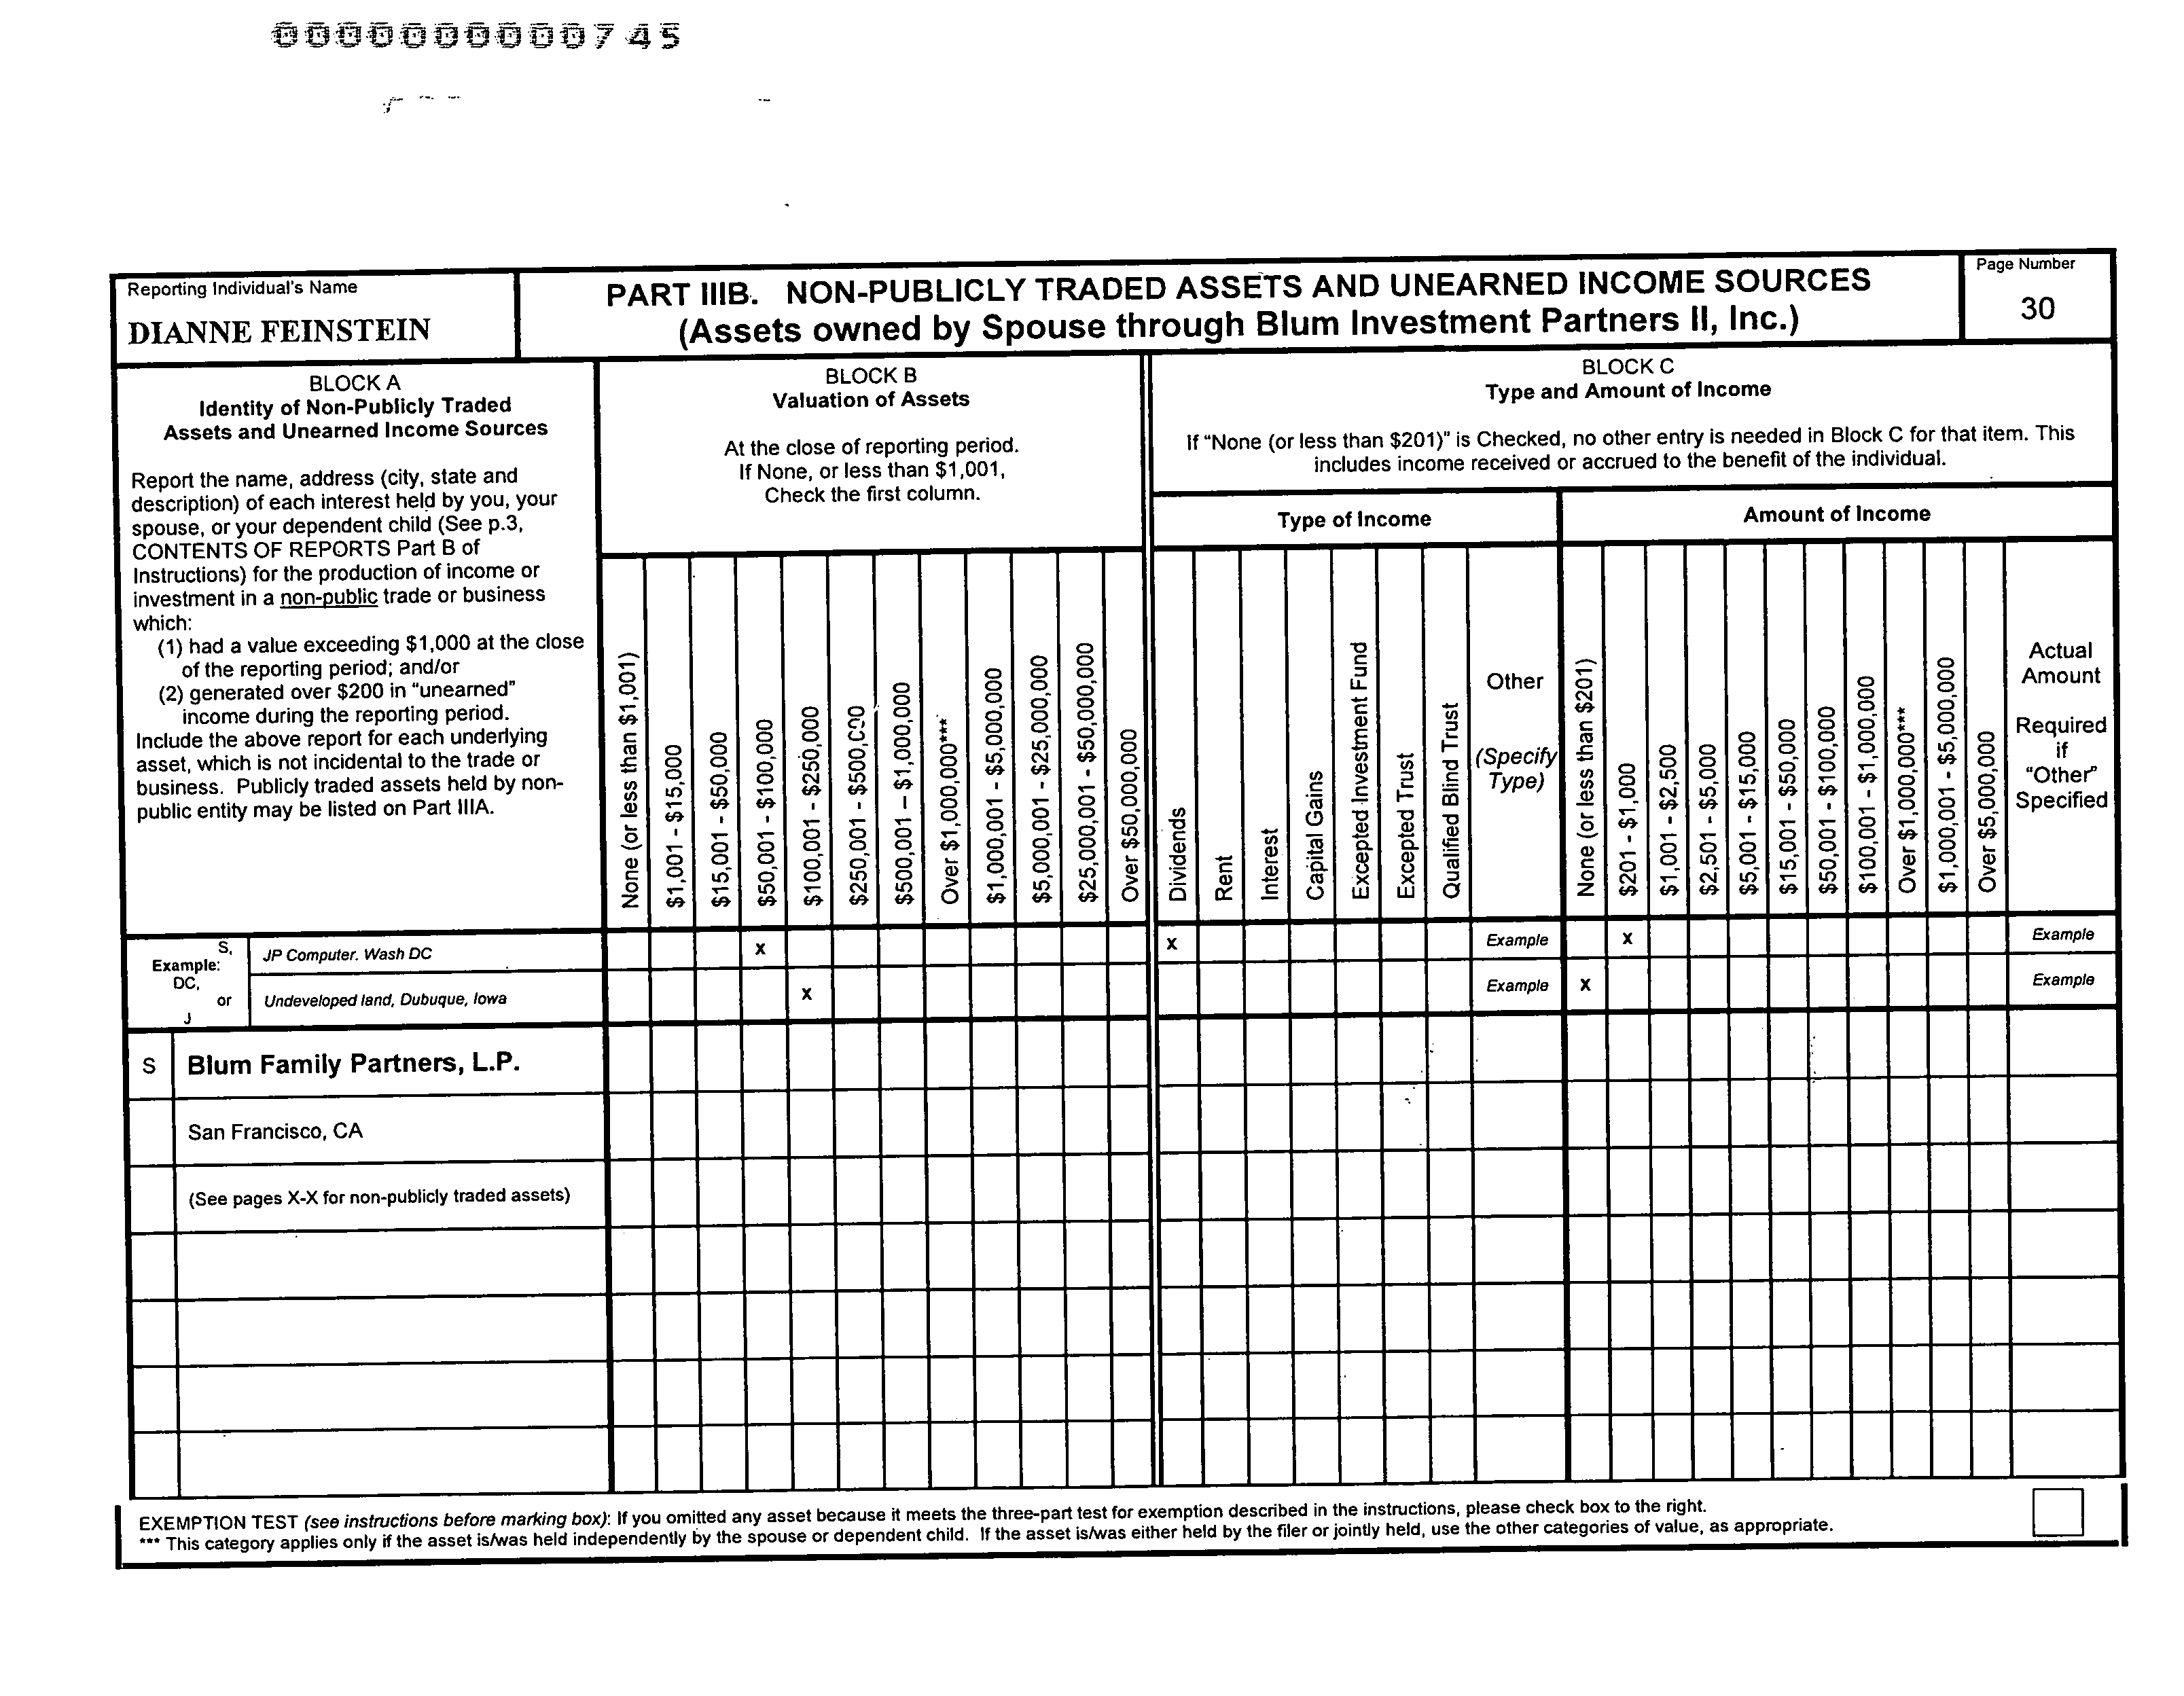 000000000745
Reporting Individual's Name
DIANNE FEINSTEIN
PART IIIB. NON-PUBLICLY TRADED ASSETS AND UNEARNED INCOME SOURCES
(Assets owned by Spouse through Blum Investment Partners II, Inc.)
Page Number
30
BLOCK A
Identity of Non-Publicly Traded
Assets and Unearned Income Sources
Report the name, address (city, state and
description) of each interest held by you, your
spouse, or your dependent child (See p.3,
CONTENTS OF REPORTS Part B of
Instructions) for the production of income or
investment in a non-public trade or business
which:
(1) had a value exceeding $1,000 at the close
of the reporting period; and/or
(2) generated over $200 in "unearned"
income during the reporting period.
Include the above report for each underlying
asset, which is not incidental to the trade or
business. Publicly traded assets held by non-
public entity may be listed on Part IIIA.
BLOCK B
Valuation of Assets
At the close of reporting period.
If None, or less than $1,001,
Check the first column.
None (or less than $1,001)
$1,001 - $15,000
$15,001 - $50,000
$50,001 - $100,000
$100,001 - $250,000
$250,001 - $500,000
$500,001 – $1,000,000
Over $1,000,000***
$1,000,001 - $5,000,000
$5,000,001 - $25,000,000
$25,000,001 - $50,000,000
Over $50,000,000
BLOCK C
Type and Amount of Income
If "None (or less than $201)" is Checked, no other entry is needed in Block C for that item. This
includes income received or accrued to the benefit of the individual.
Type of Income
Dividends
Rent
Interest
Capital Gains
Excepted Investment Fund
Excepted Trust
Qualified Blind Trust
Other
(Specify
Type)
Amount of Income
None (or less than $201)
$201 - $1,000
$1,001 - $2,500
$2,501 - $5,000
$5,001 - $15,000
$15,001 - $50,000
$50,001 - $100,000
$100,001 - $1,000,000
Over $1,000,000***
$1,000,001 - $5,000,000
Over $5,000,000
Actual
Amount
Required
if
"Other"
Specified
Example:
S,
DC,
or
J
JP Computer. Wash DC x x Example x Example
Undeveloped land, Dubuque, Iowa x Example x Example
S Blum Family Partners, L.P.
San Francisco, CA
(See pages X-X for non-publicly traded assets)
EXEMPTION TEST (see instructions before marking box): If you omitted any asset because it meets the three-part test for exemption described in the instructions, please check box to the right.
*** This category applies only if the asset is/was held independently by the spouse or dependent child. If the asset is/was either held by the filer or jointly held, use the other categories of value, as appropriate.